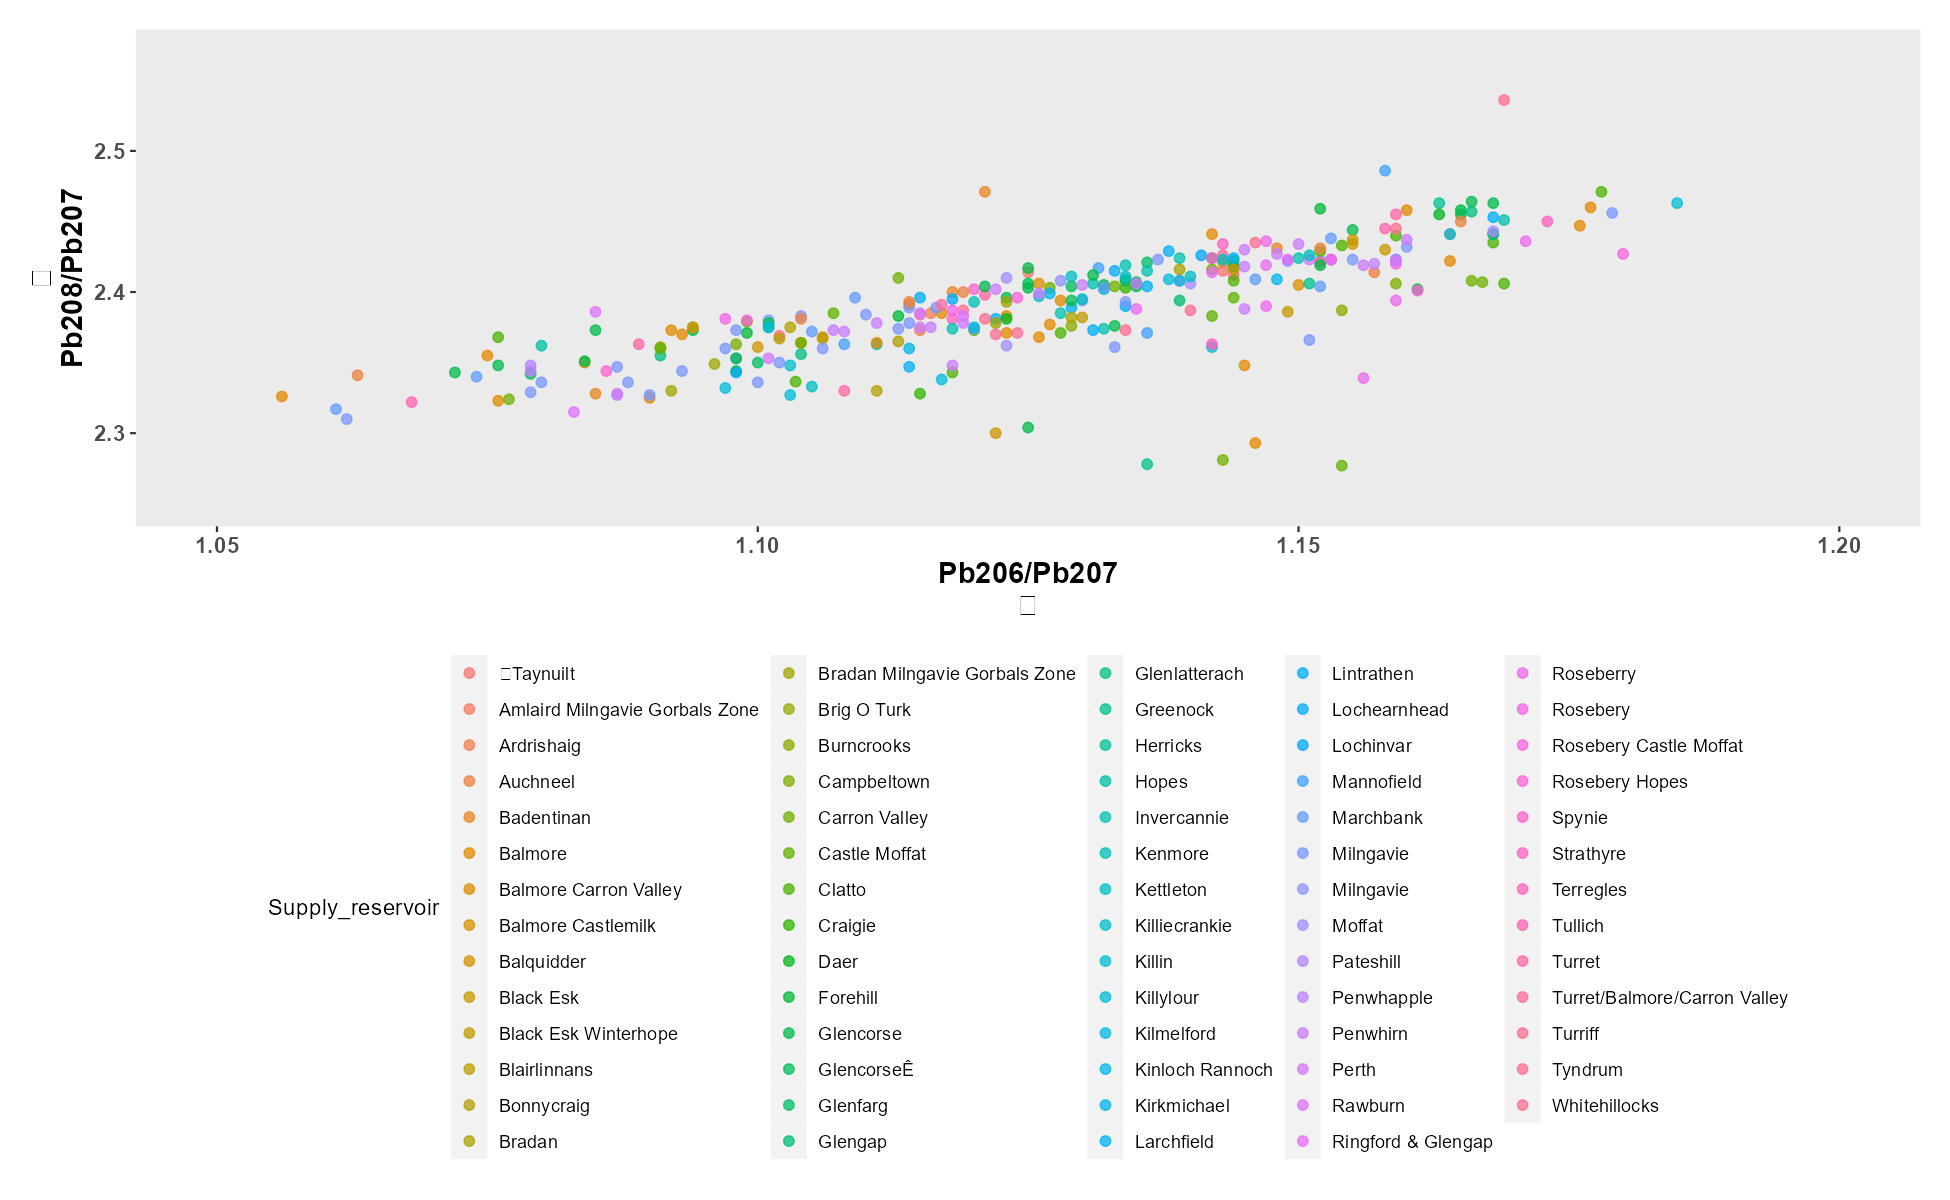 2.5
2.4
2.3
Pb208/Pb207
1.05 1.10 1.15 1.20
Pb206/Pb207
Supply_reservoir
Taynuilt
Amlaird Milngavie Gorbals Zone
Ardrishaig
Auchneel
Badentinan
Balmore
Balmore Carron Valley
Balmore Castlemilk
Balquidder
Black Esk
Black Esk Winterhope
Blairlinnans
Bonnycraig
Bradan
Bradan Milngavie Gorbals Zone
Brig O Turk
Burncrooks
Campbeltown
Carron Valley
Castle Moffat
Clatto
Craigie
Daer
Forehill
Glencorse
GlencorseÊ
Glenfarg
Glengap
Glenlatterach
Greenock
Herricks
Hopes
Invercannie
Kenmore
Kettleton
Killiecrankie
Killin
Killylour
Kilmelford
Kinloch Rannoch
Kirkmichael
Larchfield
Lintrathen
Lochearnhead
Lochinvar
Mannofield
Marchbank
Milngavie
Milngavie
Moffat
Pateshill
Penwhapple
Penwhirn
Perth
Rawburn
Ringford & Glengap
Roseberry
Rosebery
Rosebery Castle Moffat
Rosebery Hopes
Spynie
Strathyre
Terregles
Tullich
Turret
Turret/Balmore/Carron Valley
Turriff
Tyndrum
Whitehillocks